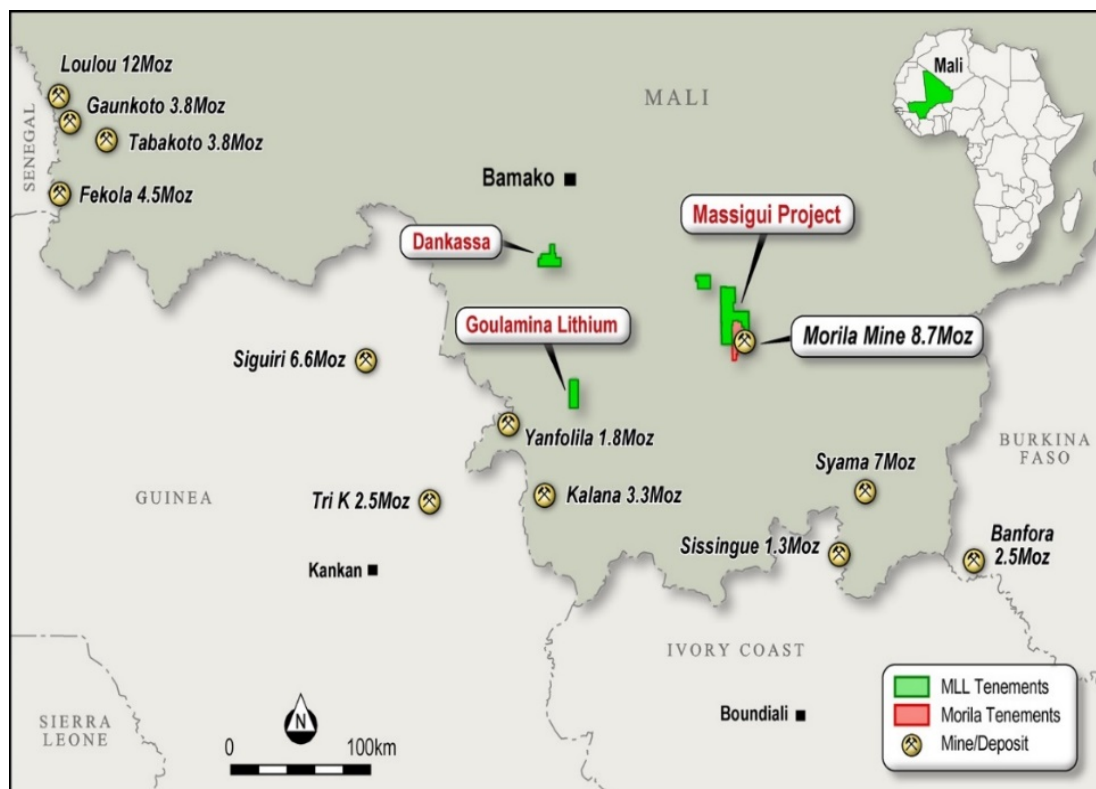 Loulou 12Moz
Gaunkoto 3.8Moz
Tabakoto 3.8Moz
SENEGAL
Fekola 4.5Moz
MALI
Mali
Bamako
Dankassa
Massigui Project
Goulamina Lithium
Morila Mine 8.7Moz
Siguiri 6.6Moz
Yanfolila 1.8Moz
BURKINA
FASO
Syama 7Moz
GUINEA
Tri K 2.5Moz
Kalana 3.3Moz
Sissingue 1.3Moz
Banfora
2.5Moz
Kankan
IVORY COAST
Boundiali
SIERRA
LEONE
N
0
100km
MLL Tenements
Morila Tenements
Mine/Deposit